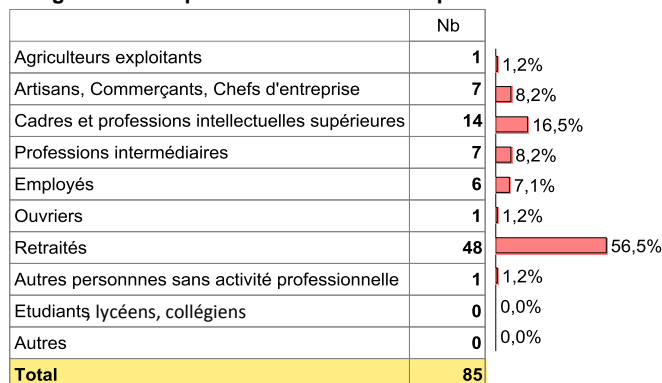 Nb
Agriculteurs exploitants 1 1,2%
Artisans, Commerçants, Chefs d'entreprise 7 8,2%
Cadres et professions intellectuelles supérieures 14 16,5%
Professions intermédiaires 7 8,2%
Employés 6 7,1%
Ouvriers 1 1,2%
Retraités 48 56,5%
Autres personnnes sans activité professionnelle 1 1,2%
Etudiants, lycéens, collégiens 0 0,0%
Autres 0 0,0%
Total 85